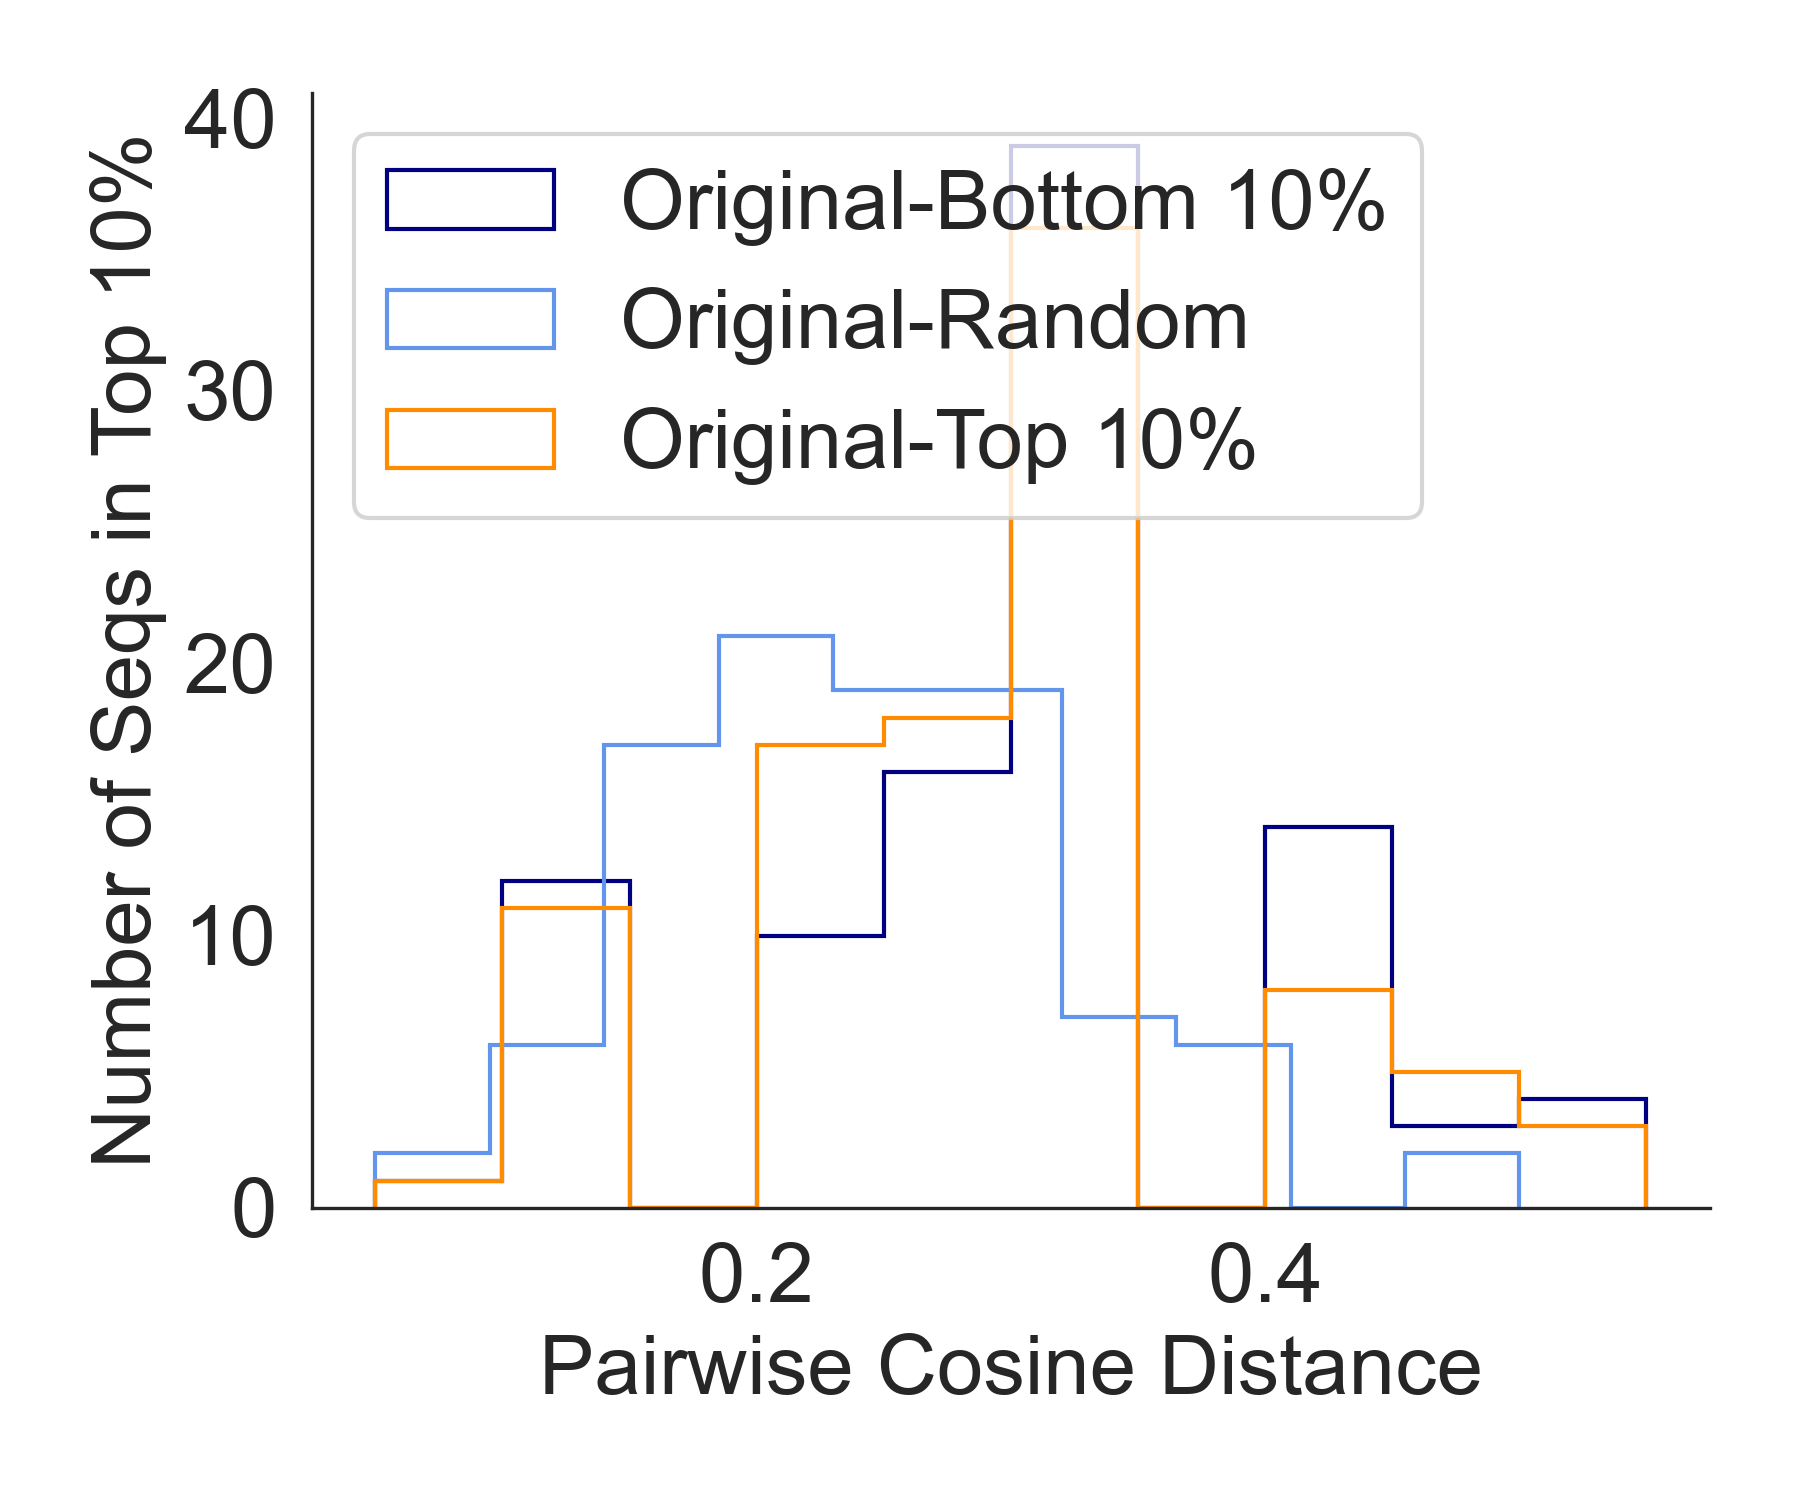 Number of Seqs in Top 10%
40
30
20
10
0
Original-Bottom 10%
Original-Random
Original-Top 10%
0.2
0.4
Pairwise Cosine Distance